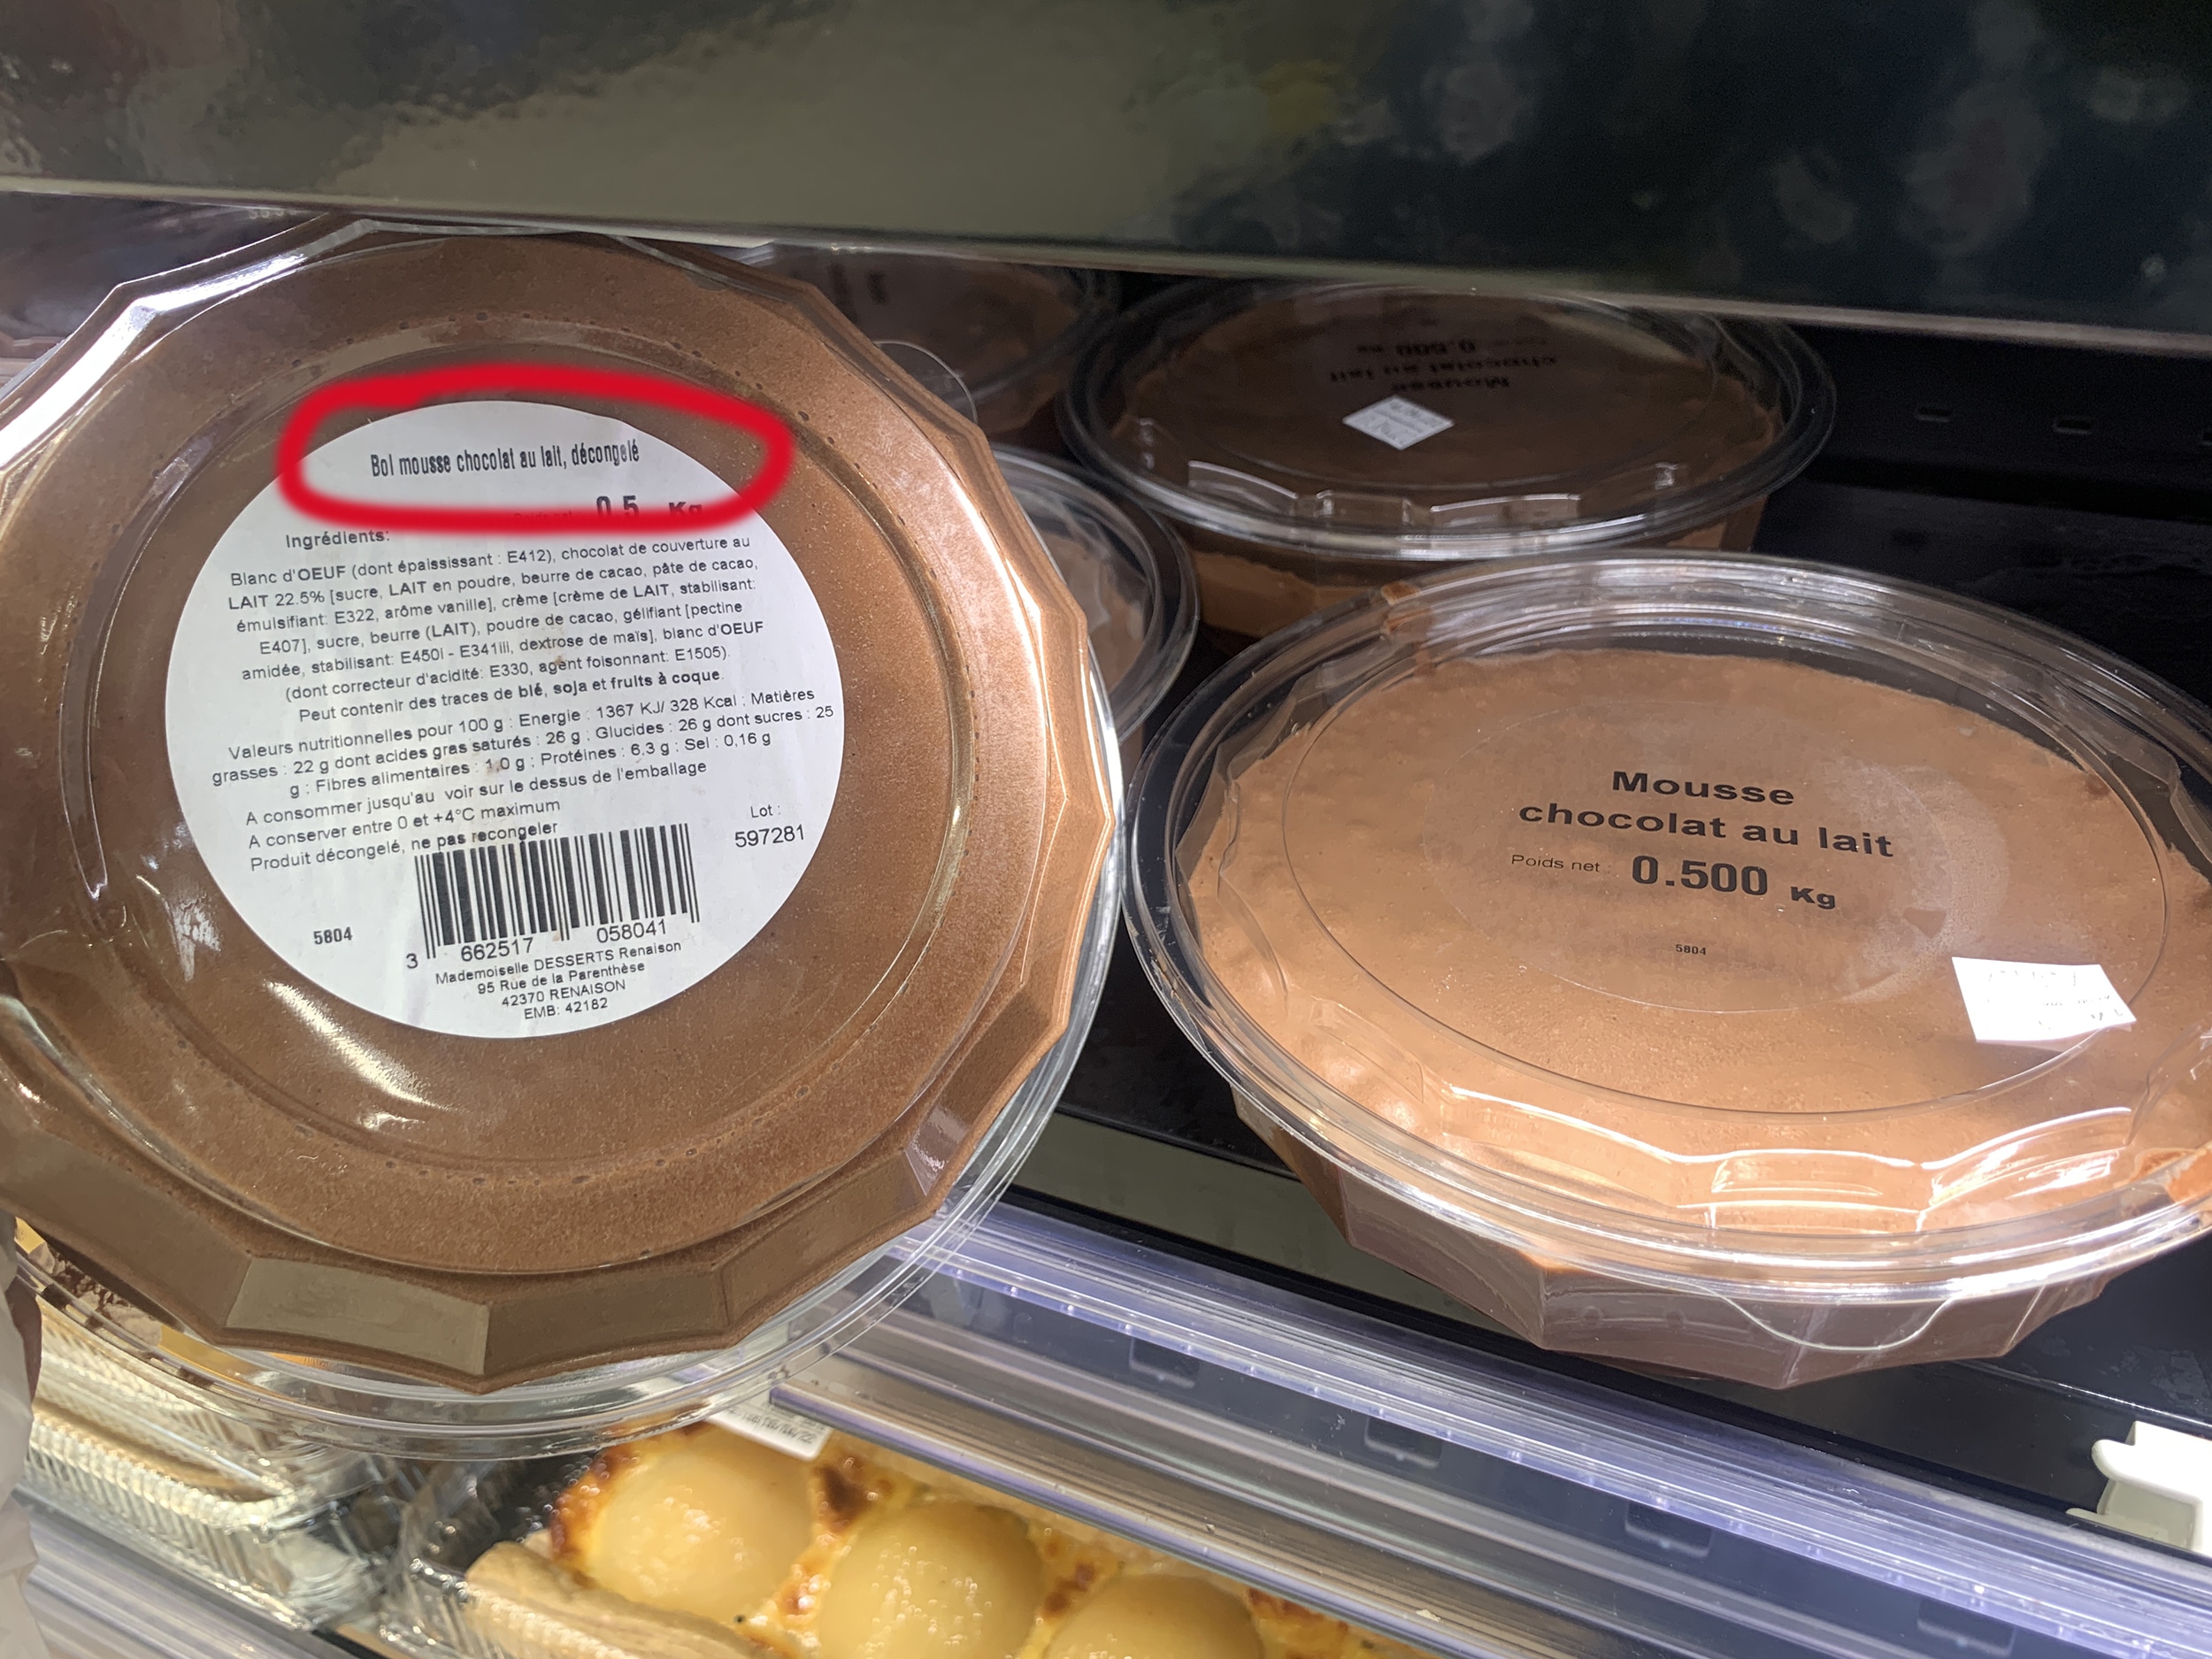 Bol mousse chocolat au lait, décongelé
0,5 Kg
Ingrédients:
Blanc d'OEUF (dont épaississant : E412), chocolat de couverture au
LAIT 22.5% [sucre, LAIT en poudre, beurre de cacao, pâte de cacao,
émulsifiant: E322, arôme vanille], crème [crème de LAIT, stabilisant:
E407], sucre, beurre (LAIT), poudre de cacao, gélifiant [pectine
amidée, stabilisant: E450i - E341iii, dextrose de maïs], blanc d'OEUF
(dont correcteur d'acidité: E330, agent foisonnant: E1505).
Peut contenir des traces de blé, soja et fruits à coque.
Valeurs nutritionnelles pour 100 g : Energie : 1367 KJ/ 328 Kcal : Matières
grasses : 22 g dont acides gras saturés : 26 g : Glucides : 26 g dont sucres : 25
g : Fibres alimentaires : 1,0 g : Protéines : 6,3 g : Sel : 0,16 g
A consommer jusqu'au voir sur le dessus de l'emballage
A conserver entre 0 et +4°C maximum
Produit décongelé, ne pas recongeler
Lot :
597281
5804
3 662517 058041
Mademoiselle DESSERTS Renaison
95 Rue de la Parenthèse
42370 RENAISON
EMB: 42182
Mousse
chocolat au lait
Poids net : 0.500 Kg
5804
Mousse
chocolat au lait